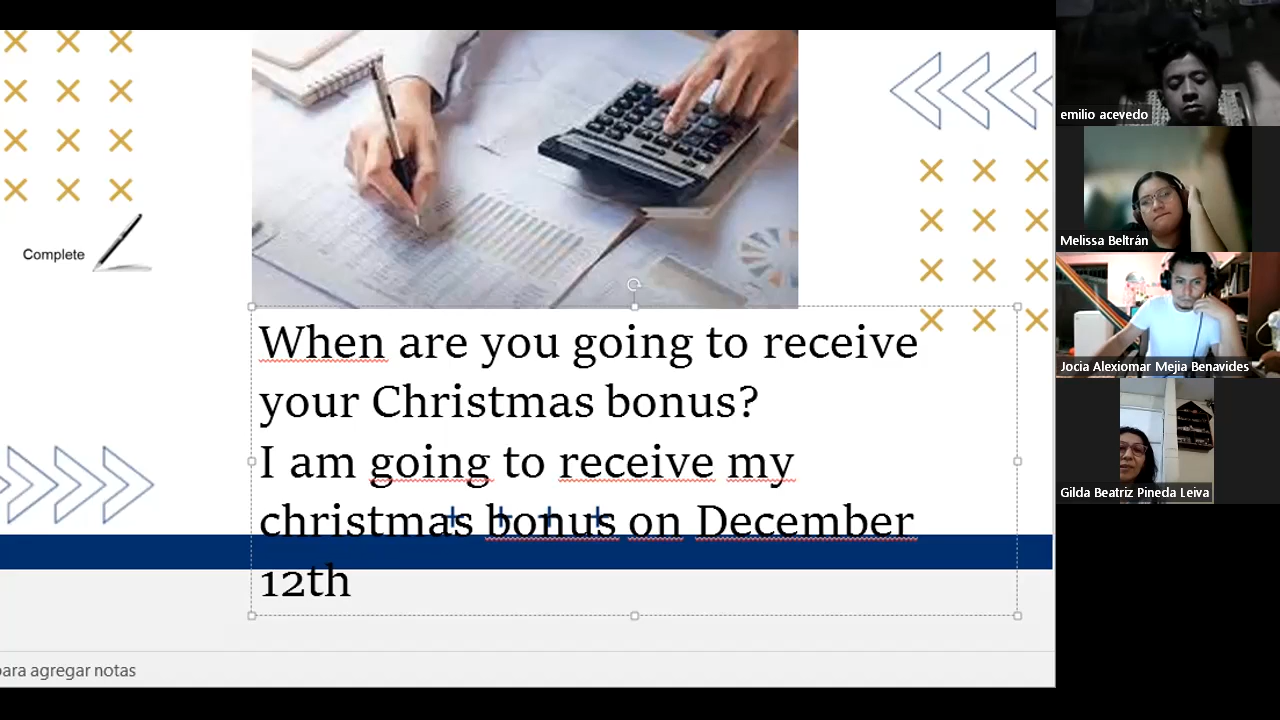 Complete
When are you going to receive
your Christmas bonus?
I am going to receive my
christmas bonus on December
12th
para agregar notas
emilio acevedo
Melissa Beltrán
Jocia Alexiomar Mejia Benavides
Gilda Beatriz Pineda Leiva